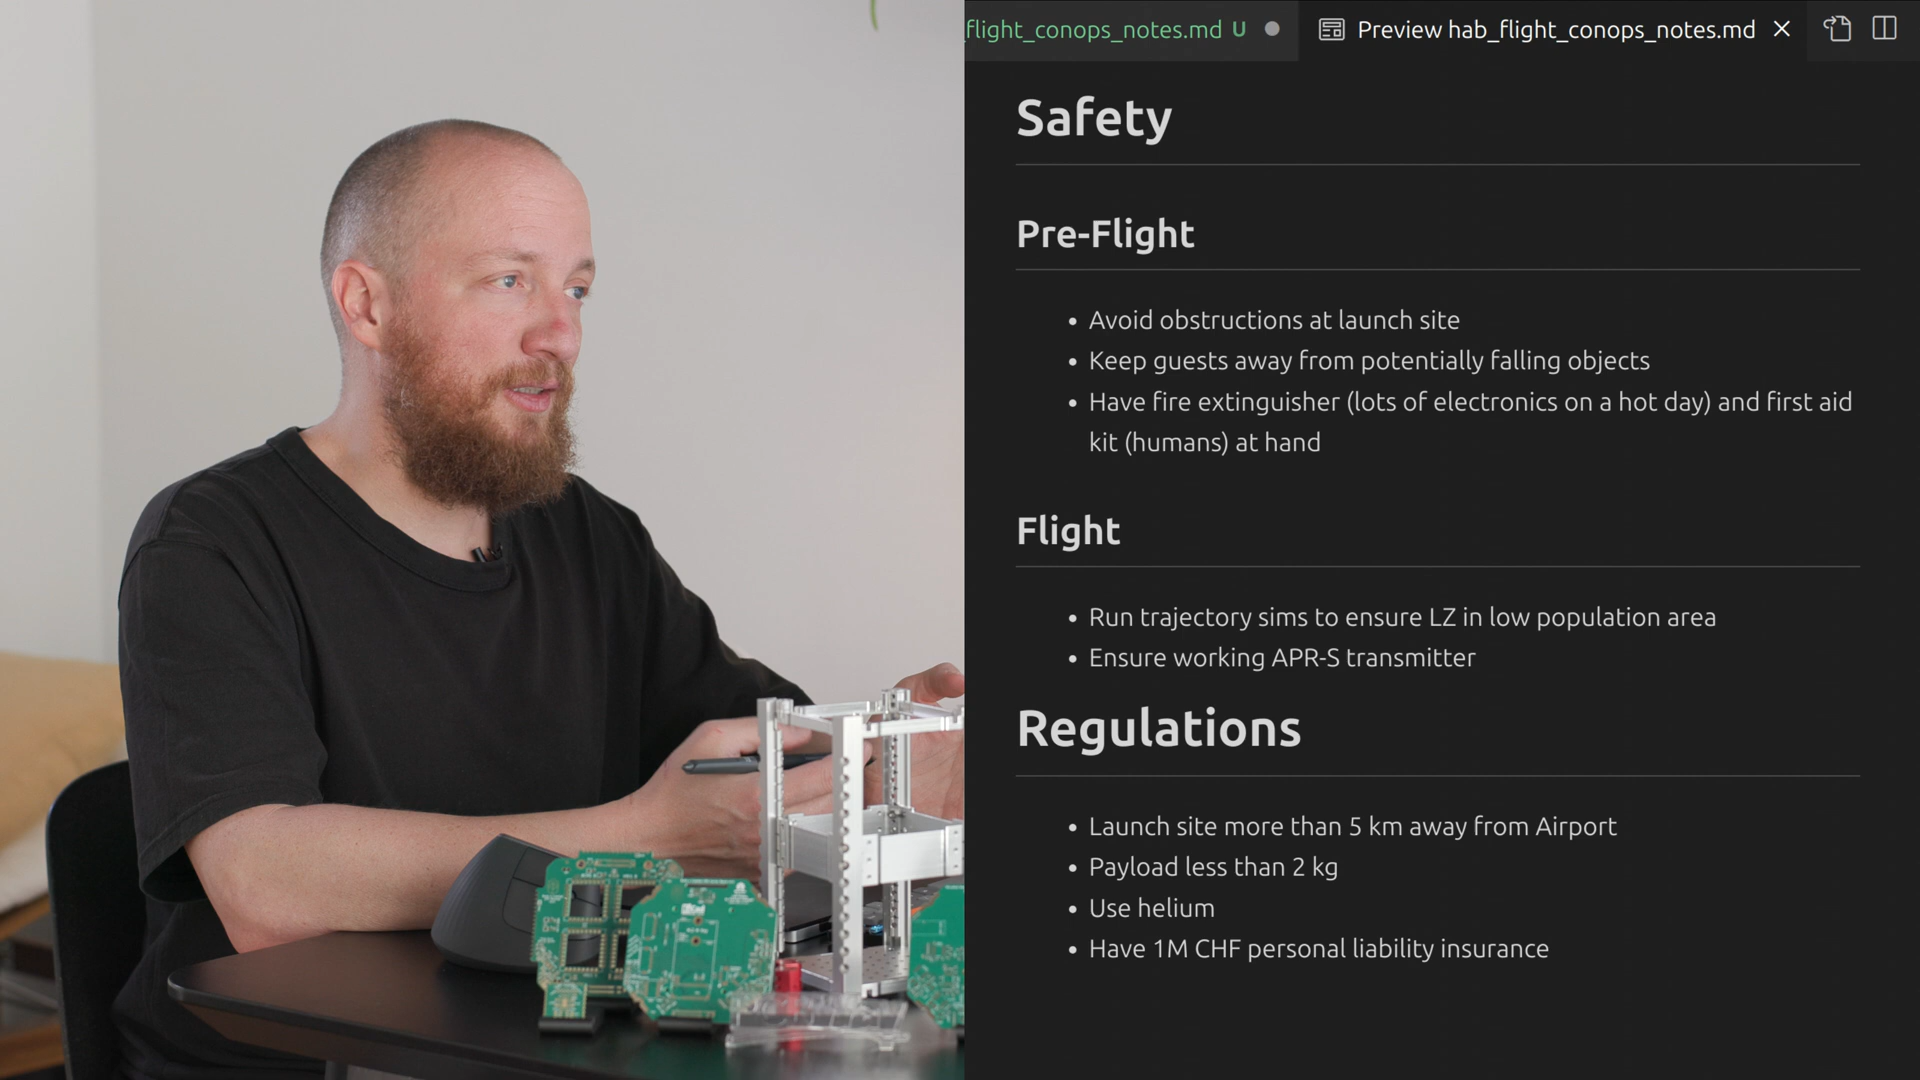 flight_conops_notes.md U
Preview hab_flight_conops_notes.md
Safety
Pre-Flight
• Avoid obstructions at launch site
• Keep guests away from potentially falling objects
• Have fire extinguisher (lots of electronics on a hot day) and first aid
kit (humans) at hand
Flight
• Run trajectory sims to ensure LZ in low population area
• Ensure working APR-S transmitter
Regulations
• Launch site more than 5 km away from Airport
• Payload less than 2 kg
• Use helium
• Have 1M CHF personal liability insurance